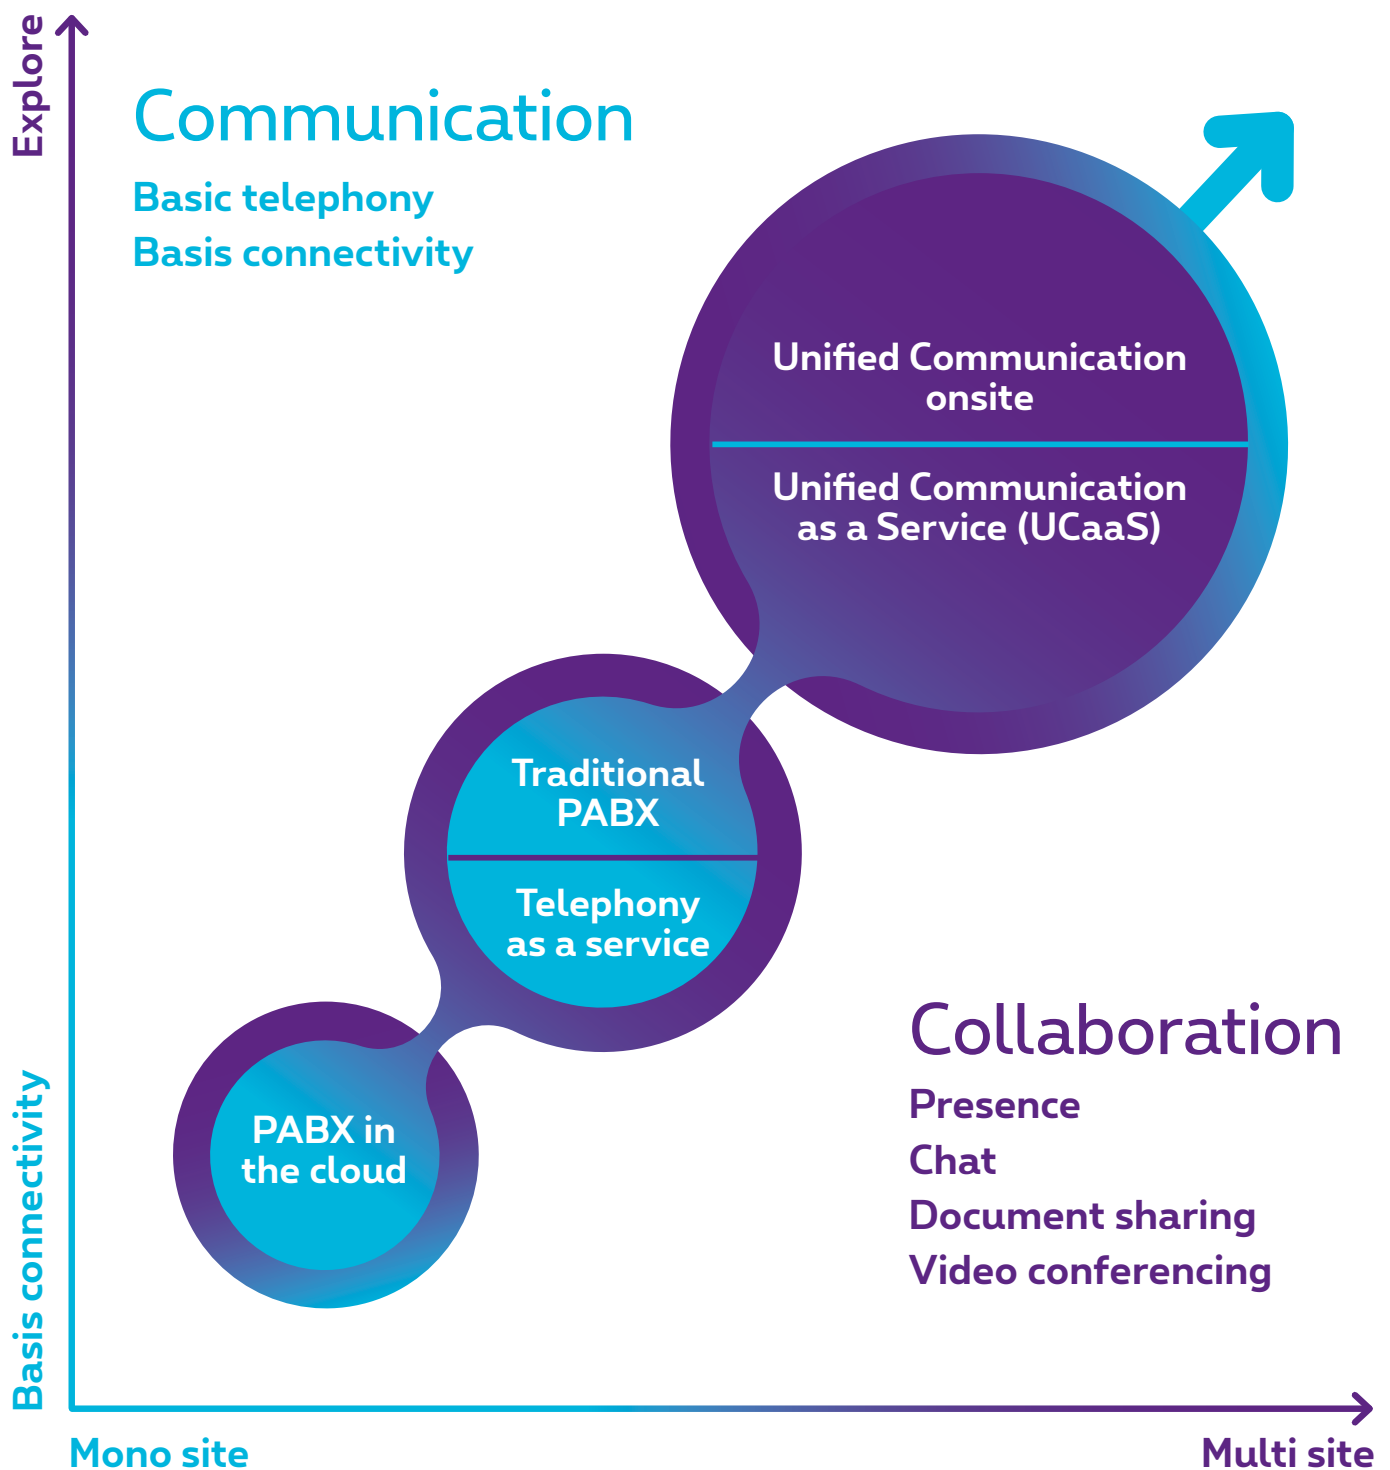 Explore
Communication
Basic telephony
Basis connectivity
Unified Communication
onsite
Unified Communication
as a Service (UCaaS)
Traditional
PABX
Telephony
as a service
PABX in
the cloud
Collaboration
Presence
Chat
Document sharing
Video conferencing
Basis connectivity
Mono site
Multi site